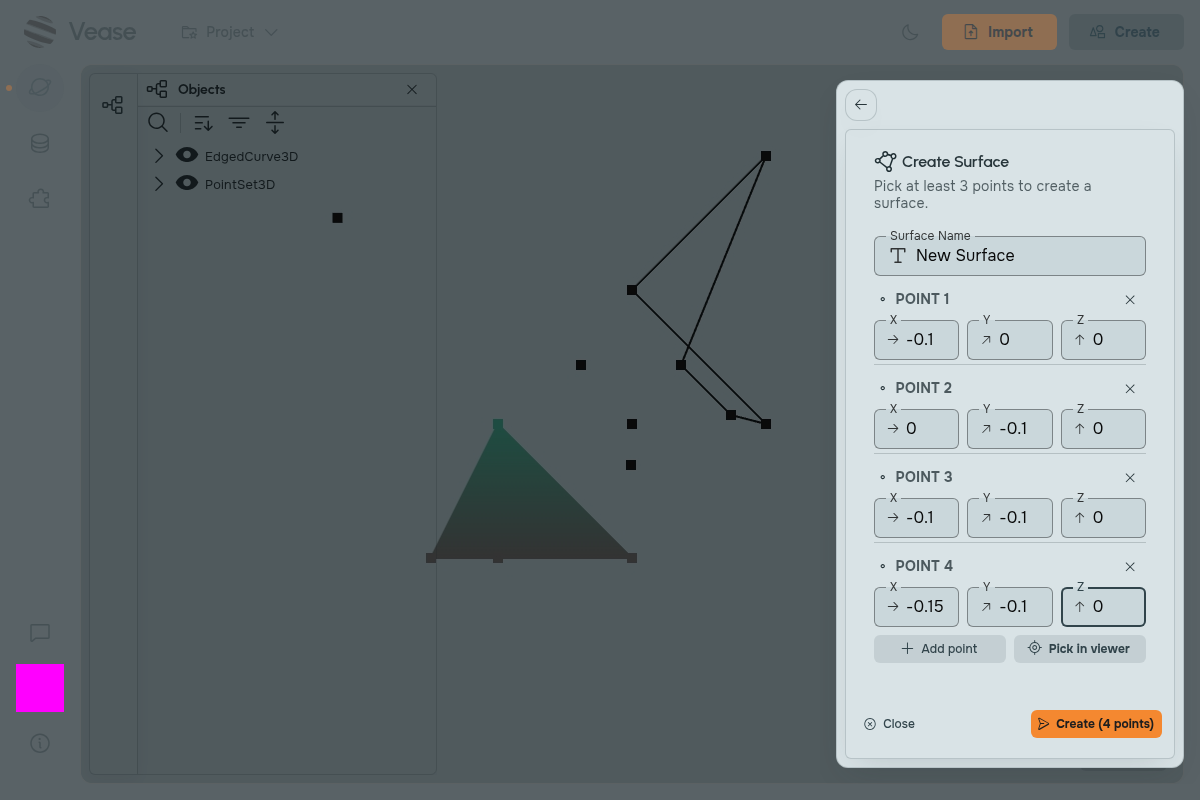 Vease
Project
Import
Create
Objects
EdgedCurve3D
PointSet3D
Create Surface
Pick at least 3 points to create a
surface.
Surface Name
New Surface
POINT 1
X Y Z
-0.1 0 0
POINT 2
X Y Z
0 -0.1 0
POINT 3
X Y Z
-0.1 -0.1 0
POINT 4
X Y Z
-0.15 -0.1 0
Add point
Pick in viewer
Close
Create (4 points)